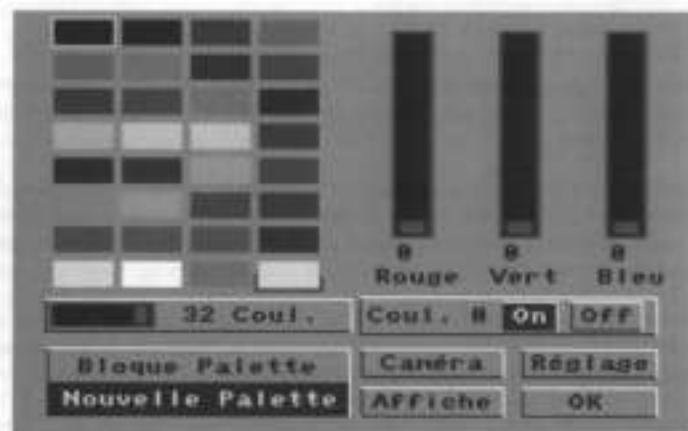 0 0 0
Rouge Vert Bleu
32 Coul. Coul. 0 On Off
Bloque Palette Caméra Réglage
Nouvelle Palette Affiche OK